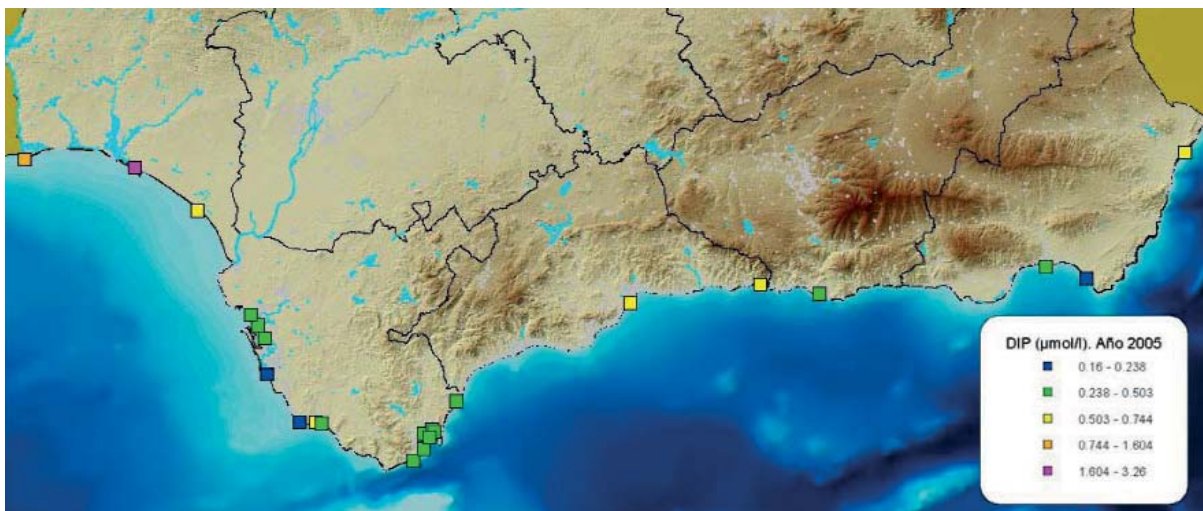 DIP (µmol/l). Año 2005
0.16 - 0.238
0.238 - 0.503
0.503 - 0.744
0.744 - 1.604
1.604 - 3.26